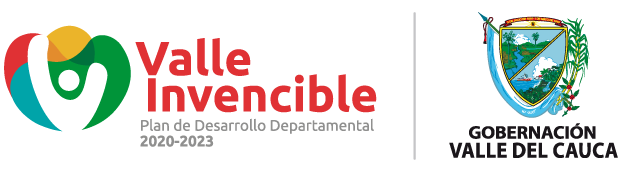 Valle
Invencible
Plan de Desarrollo Departamental
2020-2023
GOBERNACIÓN
VALLE DEL CAUCA